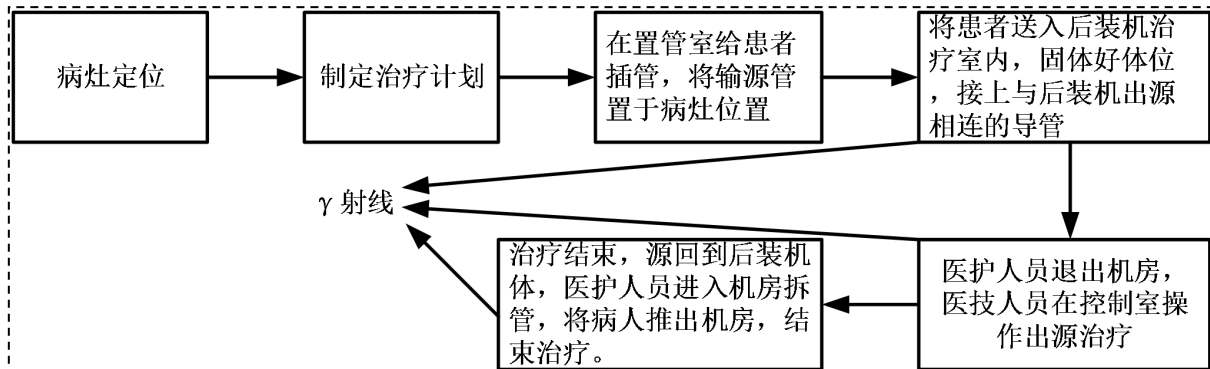 病灶定位
制定治疗计划
在置管室给患者
插管，将输源管
置于病灶位置
将患者送入后装机治
疗室内，固体好体位
，接上与后装机出源
相连的导管
γ 射线
治疗结束，源回到后装机
体，医护人员进入机房拆
管，将病人推出机房，结
束治疗。
医护人员退出机房，
医技人员在控制室操
作出源治疗